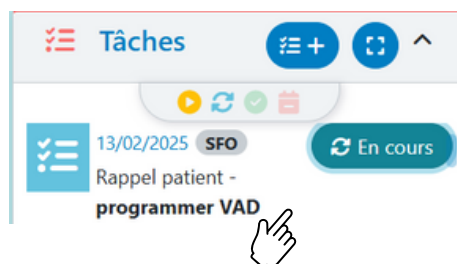 Tâches
13/02/2025 SFO
En cours
Rappel patient -
programmer VAD